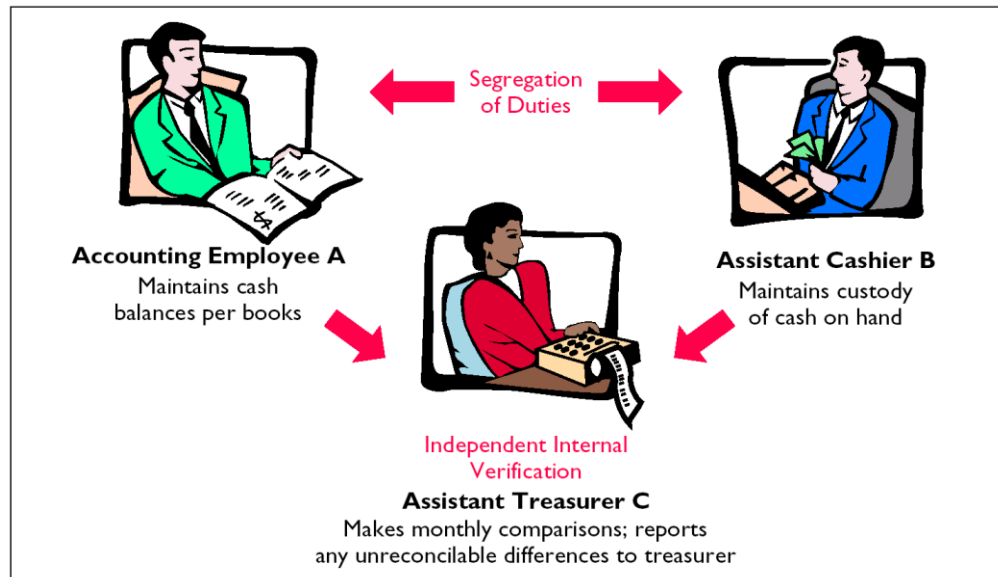 Segregation
of Duties
Accounting Employee A
Maintains cash
balances per books
Assistant Cashier B
Maintains custody
of cash on hand
Independent Internal
Verification
Assistant Treasurer C
Makes monthly comparisons; reports
any unreconcilable differences to treasurer